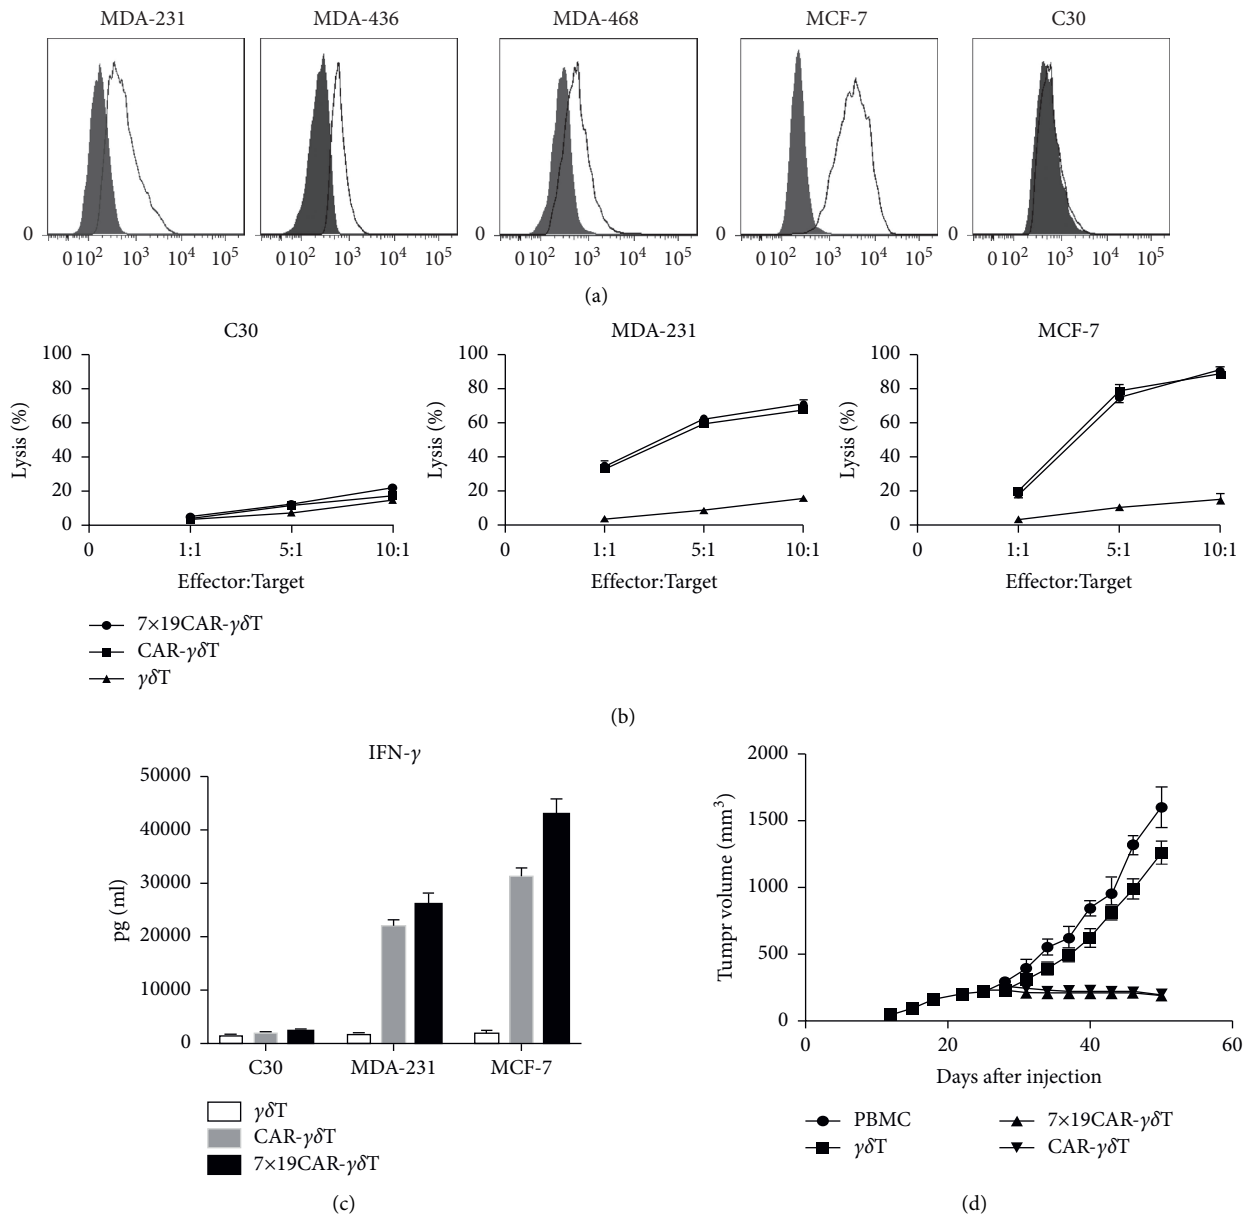 MDA-231 MDA-436 MDA-468 MCF-7 C30
0 0 0 0
0 10² 10³ 10⁴ 10⁵ 0 10² 10³ 10⁴ 10⁵ 0 10² 10³ 10⁴ 10⁵ 0 10² 10³ 10⁴ 10⁵ 0 10² 10³ 10⁴ 10⁵
(a)
C30 MDA-231 MCF-7
100 100 100
80 80 80
60 60 60
40 40 40
20 20 20
0 0 0
Lysis (%) Lysis (%) Lysis (%)
0 1:1 5:1 10:1 0 1:1 5:1 10:1 0 1:1 5:1 10:1
Effector:Target Effector:Target Effector:Target
7×19CAR-γδT
CAR-γδT
γδT
(b)
IFN-γ
50000
40000
30000
20000
10000
0
pg (ml)
C30 MDA-231 MCF-7
γδT
CAR-γδT
7×19CAR-γδT
(c)
2000
1500
1000
500
0
Tumpr volume (mm³)
0 20 40 60
Days after injection
PBMC 7×19CAR-γδT
γδT CAR-γδT
(d)